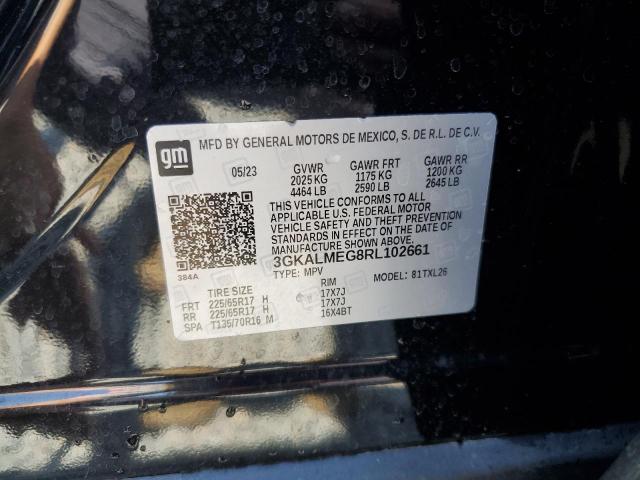 gm
MFD BY GENERAL MOTORS DE MEXICO, S. DE R.L. DE C.V.
05/23 GVWR GAWR FRT GAWR RR
2025 KG 1175 KG 1200 KG
4464 LB 2590 LB 2645 LB
THIS VEHICLE CONFORMS TO ALL
APPLICABLE U.S. FEDERAL MOTOR
VEHICLE SAFETY AND THEFT PREVENTION
STANDARDS IN EFFECT ON THE DATE OF
MANUFACTURE SHOWN ABOVE.
3GKALMEG8RL102661
384A TYPE: MPV MODEL: 81TXL26
TIRE SIZE RIM
FRT 225/65R17 H 17X7J
RR 225/65R17 H 17X7J
SPA T135/70R16 M 16X4BT